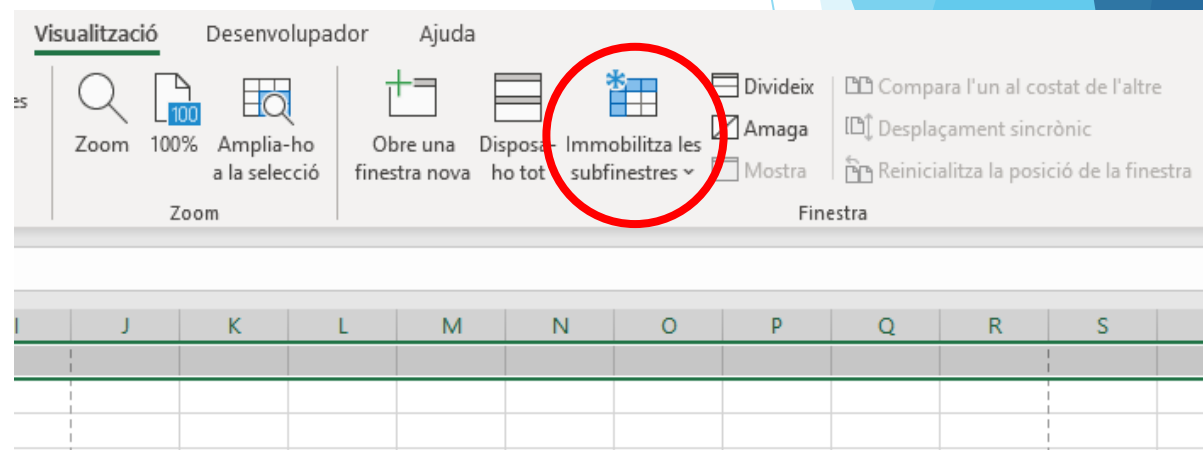 Visualització Desenvolupador Ajuda
es
100
Zoom 100% Amplia-ho a la selecció
Obre una finestra nova
Disposa-ho tot
Immobilitza les subfinestres
Divideix
Amaga
Mostra
Compara l'un al costat de l'altre
Desplaçament sincrònic
Reinicialitza la posició de la finestra
Zoom
Finestra
I J K L M N O P Q R S